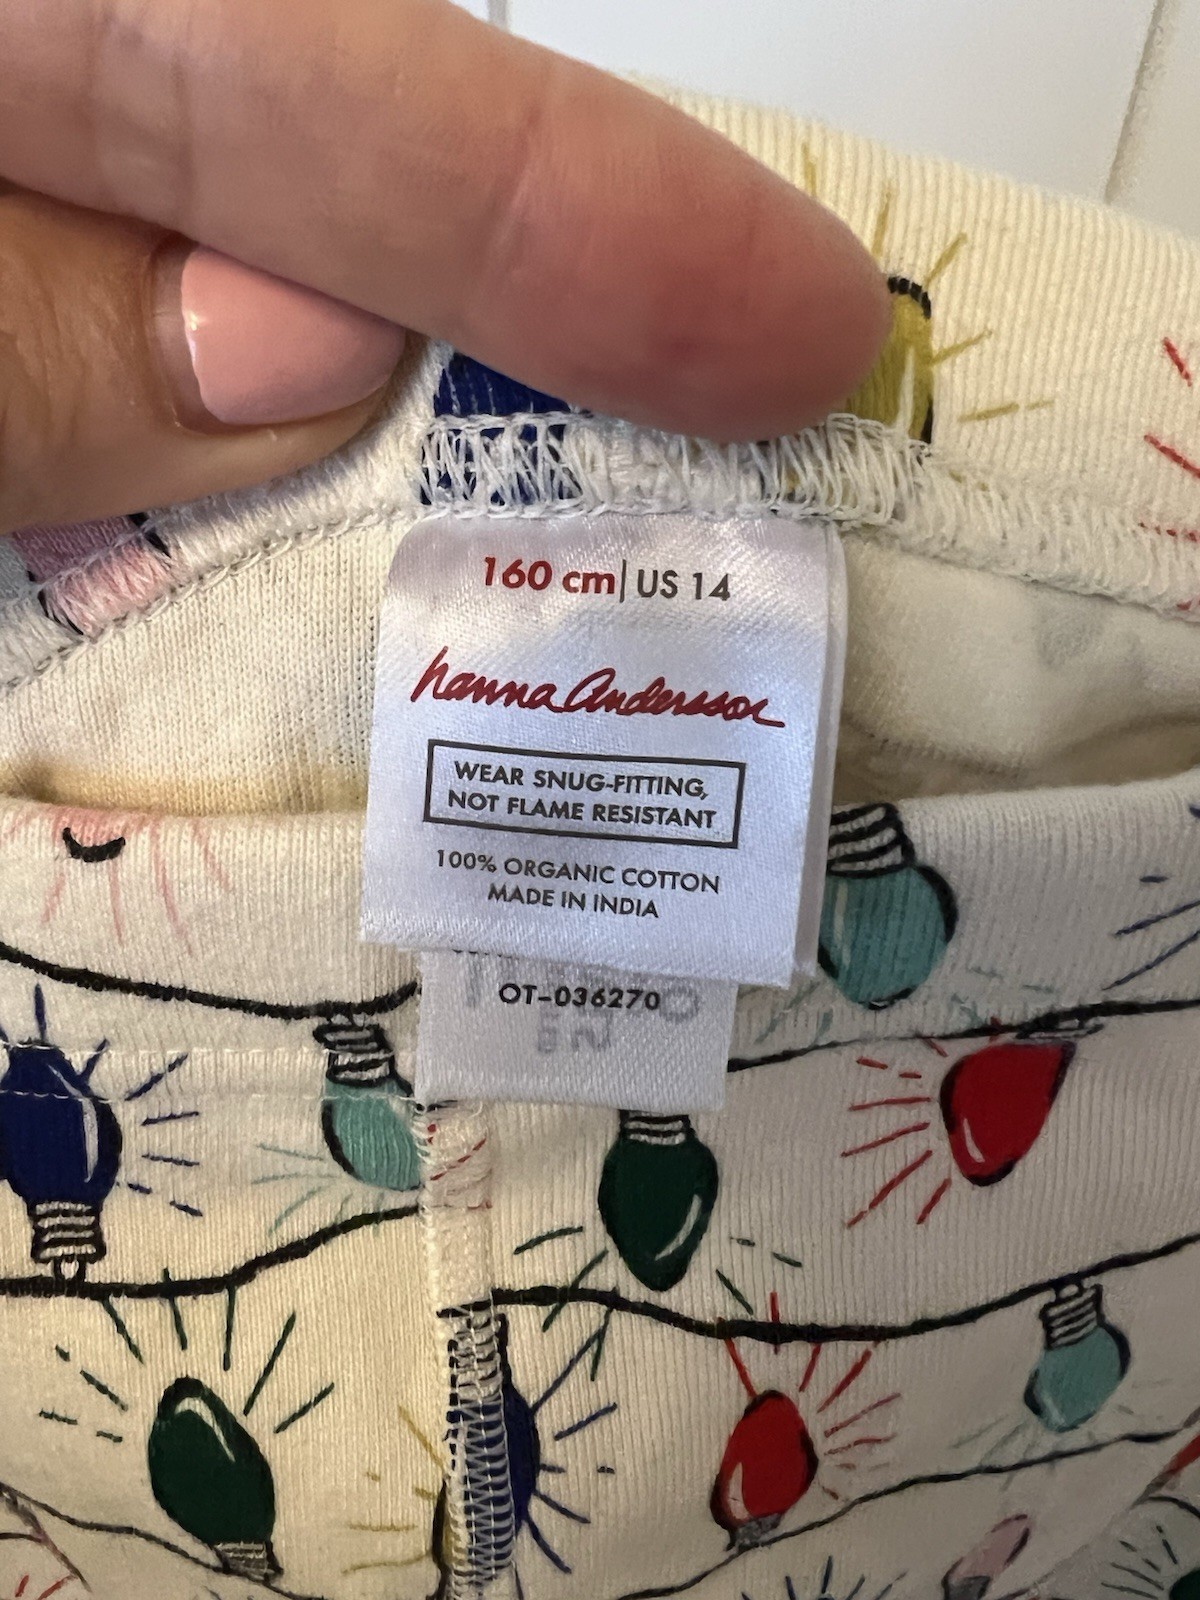 160 cm | US 14
hanna andersson
WEAR SNUG-FITTING,
NOT FLAME RESISTANT
100% ORGANIC COTTON
MADE IN INDIA
OT-036270